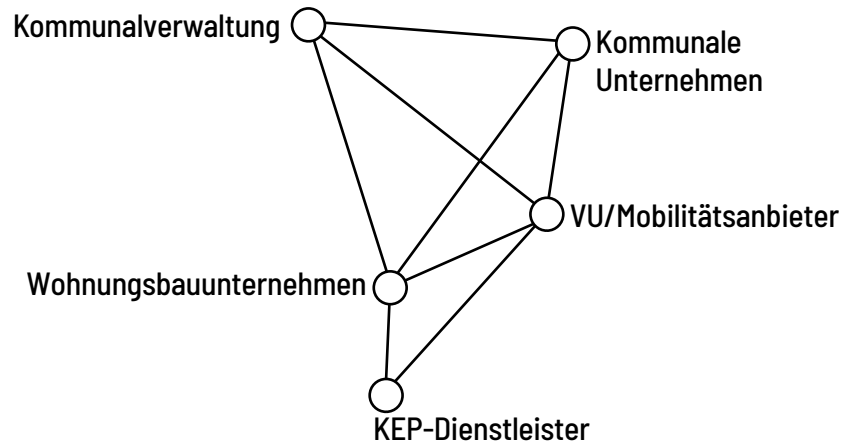 Kommunalverwaltung
Kommunale
Unternehmen
VU/Mobilitätsanbieter
Wohnungsbauunternehmen
KEP-Dienstleister